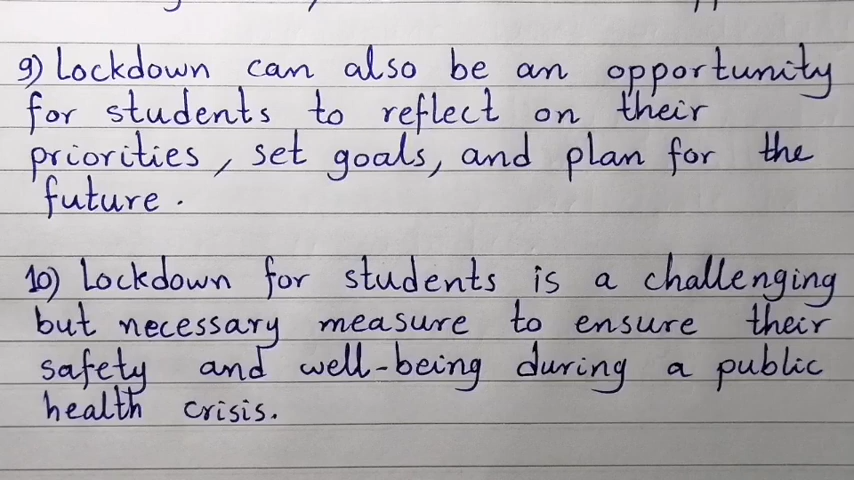 9) Lockdown can also be an opportunity
for students to reflect on their
priorities, set goals, and plan for the
future.
10) Lockdown for students is a challenging
but necessary measure to ensure their
safety and well-being during a public
health crisis.